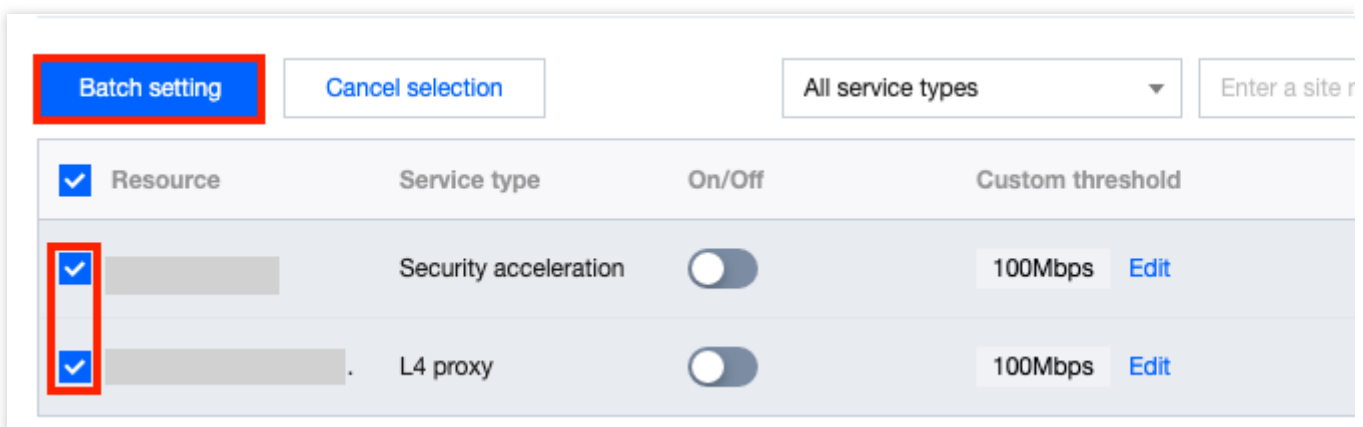 Batch setting Cancel selection All service types Enter a site
Resource Service type On/Off Custom threshold
Security acceleration 100Mbps Edit
. L4 proxy 100Mbps Edit